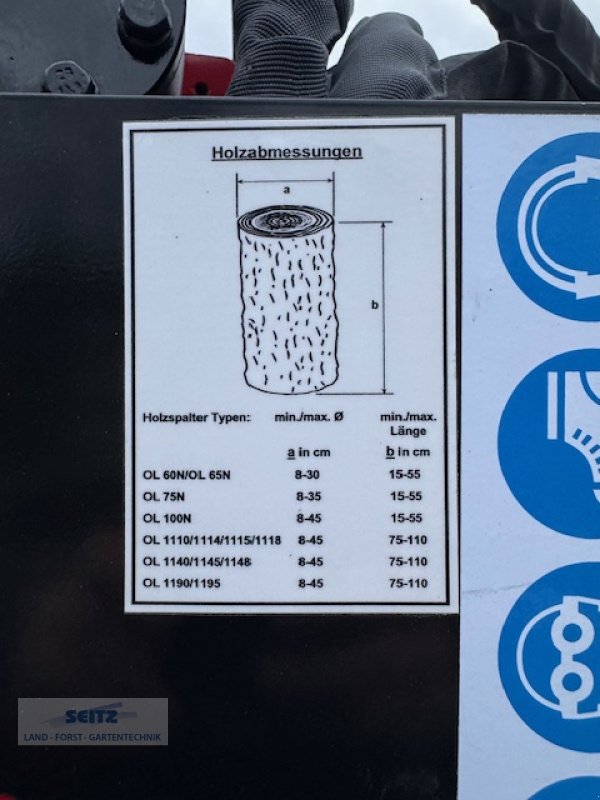 Holzabmessungen
a
b
Holzspalter Typen: min./max. Ø min./max. Länge
a in cm b in cm
OL 60N/OL 65N 8-30 15-55
OL 75N 8-35 15-55
OL 100N 8-45 15-55
OL 1110/1114/1115/1118 8-45 75-110
OL 1140/1145/1148 8-45 75-110
OL 1190/1195 8-45 75-110
SEITZ
LAND - FORST - GARTENTECHNIK